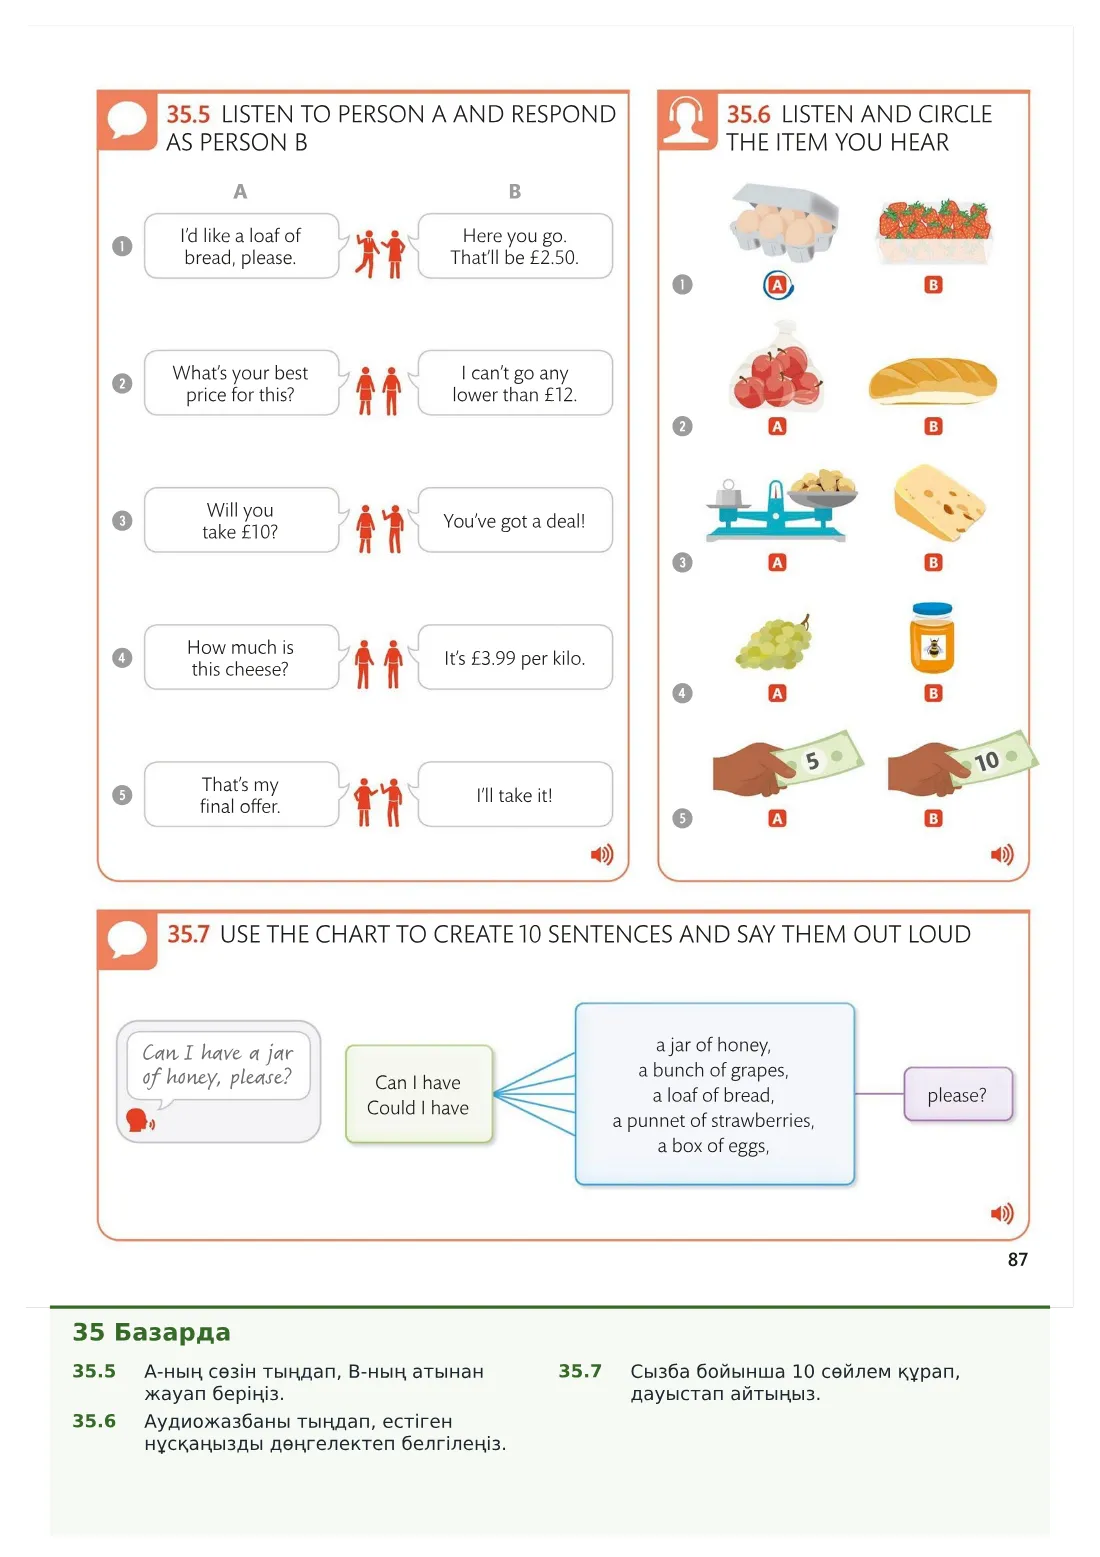 35.5 LISTEN TO PERSON A AND RESPOND
AS PERSON B
A
B
1
I'd like a loaf of
bread, please.
Here you go.
That'll be £2.50.
2
What's your best
price for this?
I can't go any
lower than £12.
3
Will you
take £10?
You've got a deal!
4
How much is
this cheese?
It's £3.99 per kilo.
5
That's my
final offer.
I'll take it!
35.6 LISTEN AND CIRCLE
THE ITEM YOU HEAR
1
A
B
2
A
B
3
A
B
4
A
B
5
10
5
A
B
35.7 USE THE CHART TO CREATE 10 SENTENCES AND SAY THEM OUT LOUD
Can I have a jar
of honey, please?
Can I have
Could I have
a jar of honey,
a bunch of grapes,
a loaf of bread,
a punnet of strawberries,
a box of eggs,
please?
87
35 Базарда
35.5 А-ның сөзін тыңдап, В-ның атынан
жауап беріңіз.
35.6 Аудиожазбаны тыңдап, естіген
нұсқаңызды дөңгелектеп белгілеңіз.
35.7 Сызба бойынша 10 сөйлем құрап,
дауыстап айтыңыз.